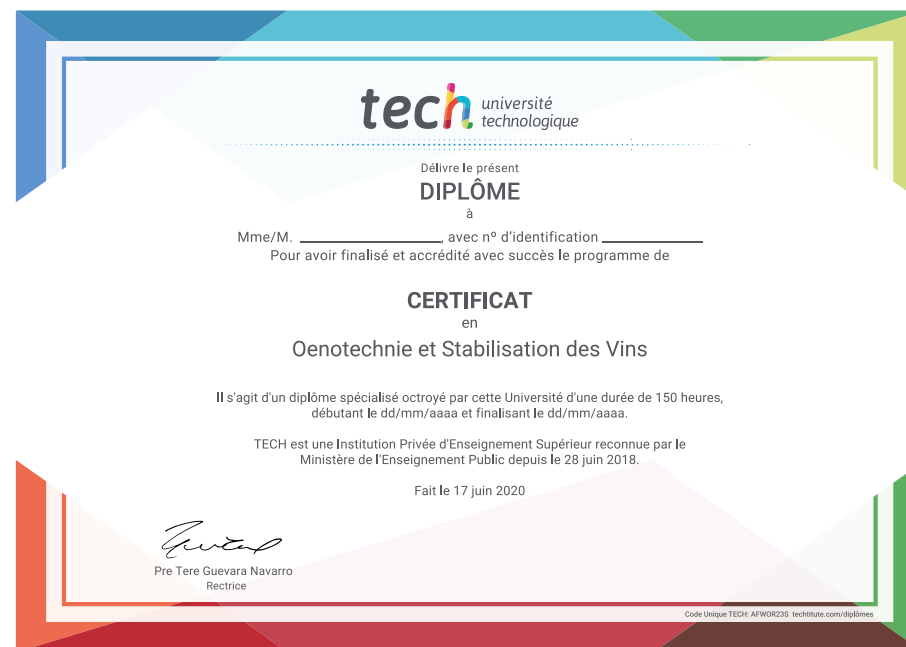 tech université
technologique
Délivre le présent
DIPLÔME
à
Mme/M. ____________________, avec nº d'identification ______________
Pour avoir finalisé et accrédité avec succès le programme de
CERTIFICAT
en
Oenotechnie et Stabilisation des Vins
Il s'agit d'un diplôme spécialisé octroyé par cette Université d'une durée de 150 heures,
débutant le dd/mm/aaaa et finalisant le dd/mm/aaaa.
TECH est une Institution Privée d'Enseignement Supérieur reconnue par le
Ministère de l'Enseignement Public depuis le 28 juin 2018.
Fait le 17 juin 2020
Pre Tere Guevara Navarro
Rectrice
Code Unique TECH: AFWOR23S techtitute.com/diplômes